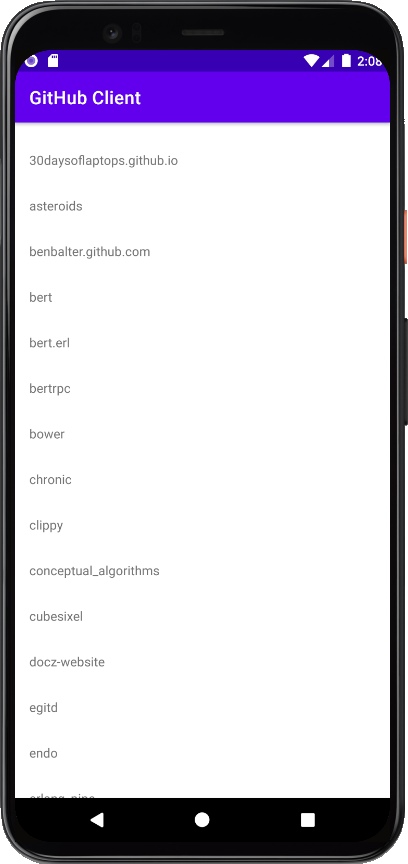 2:08
GitHub Client
30daysoflaptops.github.io
asteroids
benbalter.github.com
bert
bert.erl
bertrpc
bower
chronic
clippy
conceptual_algorithms
cubesixel
docz-website
egitd
endo